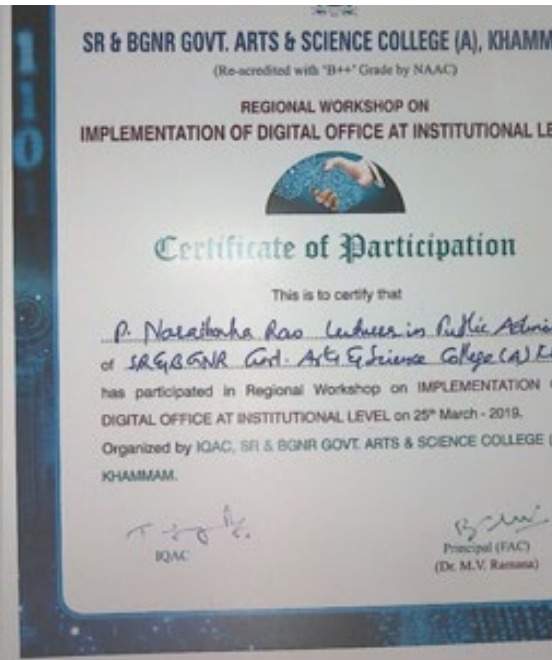 110
SR & BGNR GOVT. ARTS & SCIENCE COLLEGE (A), KHAMM
(Re-acredited with "B++" Grade by NAAC)
REGIONAL WORKSHOP ON
IMPLEMENTATION OF DIGITAL OFFICE AT INSTITUTIONAL LE
Certificate of Participation
This is to certify that
P. Rao Lecturer in Public Admin
of SR&BGNR Govt. Arts & Science College (A) K
has participated in Regional Workshop on IMPLEMENTATION
DIGITAL OFFICE AT INSTITUTIONAL LEVEL on 25th March - 2019.
Organized by IQAC, SR & BGNR GOVT. ARTS & SCIENCE COLLEGE (
KHAMMAM.
IQAC
Principal (FAC)
(Dr. M.V. Ramana)